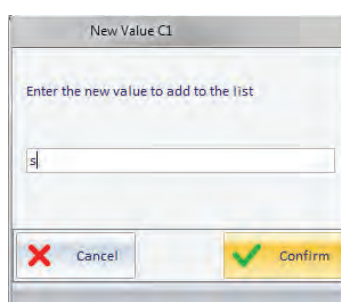 New Value C1
Enter the new value to add to the list
s
Cancel
Confirm